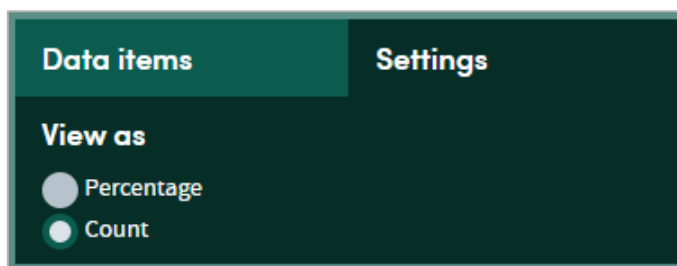 Data items
Settings
View as
Percentage
Count